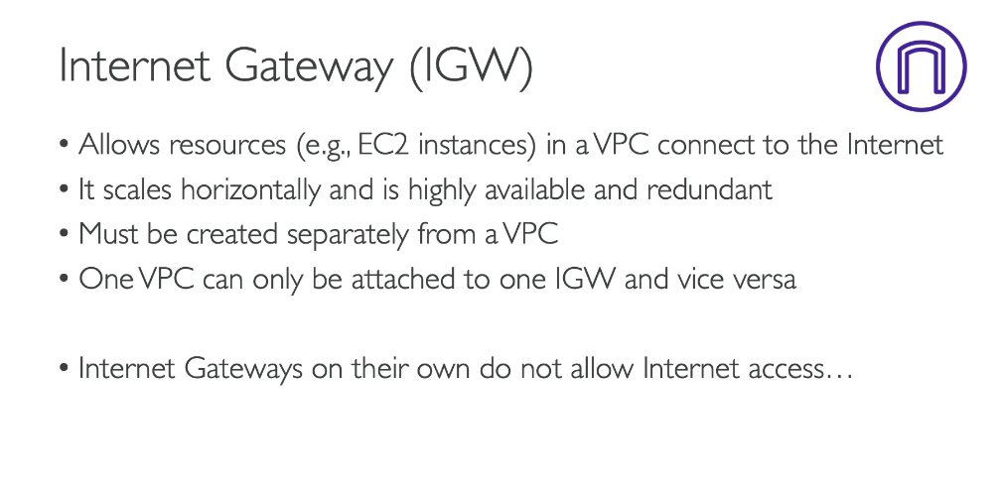 Internet Gateway (IGW)
• Allows resources (e.g., EC2 instances) in a VPC connect to the Internet
• It scales horizontally and is highly available and redundant
• Must be created separately from a VPC
• One VPC can only be attached to one IGW and vice versa
• Internet Gateways on their own do not allow Internet access…